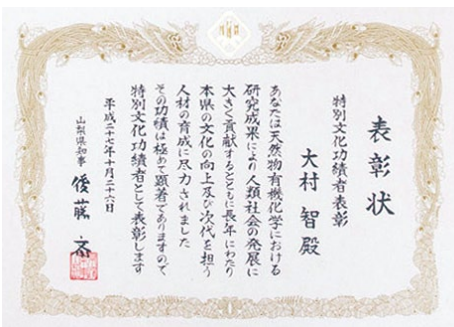 表彰状
特別文化功績者表彰
大村 智 殿
あなたは天然物有機化学における
研究成果により人類社会の発展に
大きく貢献するとともに長年にわたり
本県の文化の向上及び次代を担う
人材の育成に尽力されました
その功績は極めて顕著でありますので
特別文化功績者として表彰します
平成二十七年十月二十六日
山梨県知事 後藤 斎